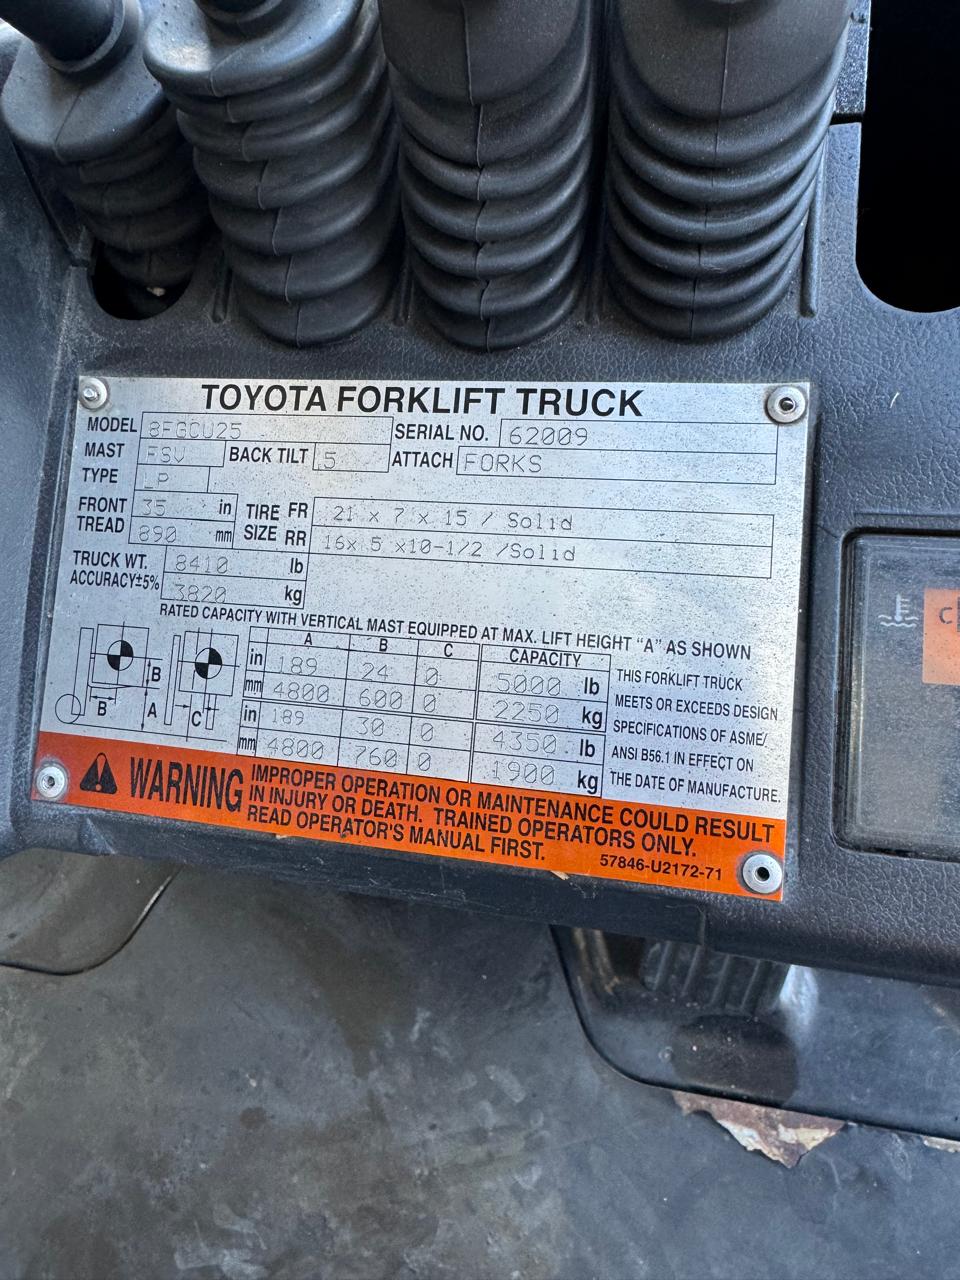 TOYOTA FORKLIFT TRUCK
MODEL 8FGCU25 SERIAL NO. 62009
MAST FSV BACK TILT 5 ATTACH FORKS
TYPE LP
FRONT TREAD 35 in 890 mm
TIRE SIZE FR 21 x 7 x 15 / Solid
RR 16x 5 x10-1/2 /Solid
TRUCK WT. 8410 lb
ACCURACY±5% 3820 kg
RATED CAPACITY WITH VERTICAL MAST EQUIPPED AT MAX. LIFT HEIGHT "A" AS SHOWN
A B C CAPACITY
in 189 24 0 5000 lb
mm 4800 600 0 2250 kg
in 189 30 0 4350 lb
mm 4800 760 0 1900 kg
B B A C
THIS FORKLIFT TRUCK
MEETS OR EXCEEDS DESIGN
SPECIFICATIONS OF ASME/
ANSI B56.1 IN EFFECT ON
THE DATE OF MANUFACTURE.
WARNING IMPROPER OPERATION OR MAINTENANCE COULD RESULT
IN INJURY OR DEATH. TRAINED OPERATORS ONLY.
READ OPERATOR'S MANUAL FIRST.
57846-U2172-71
C